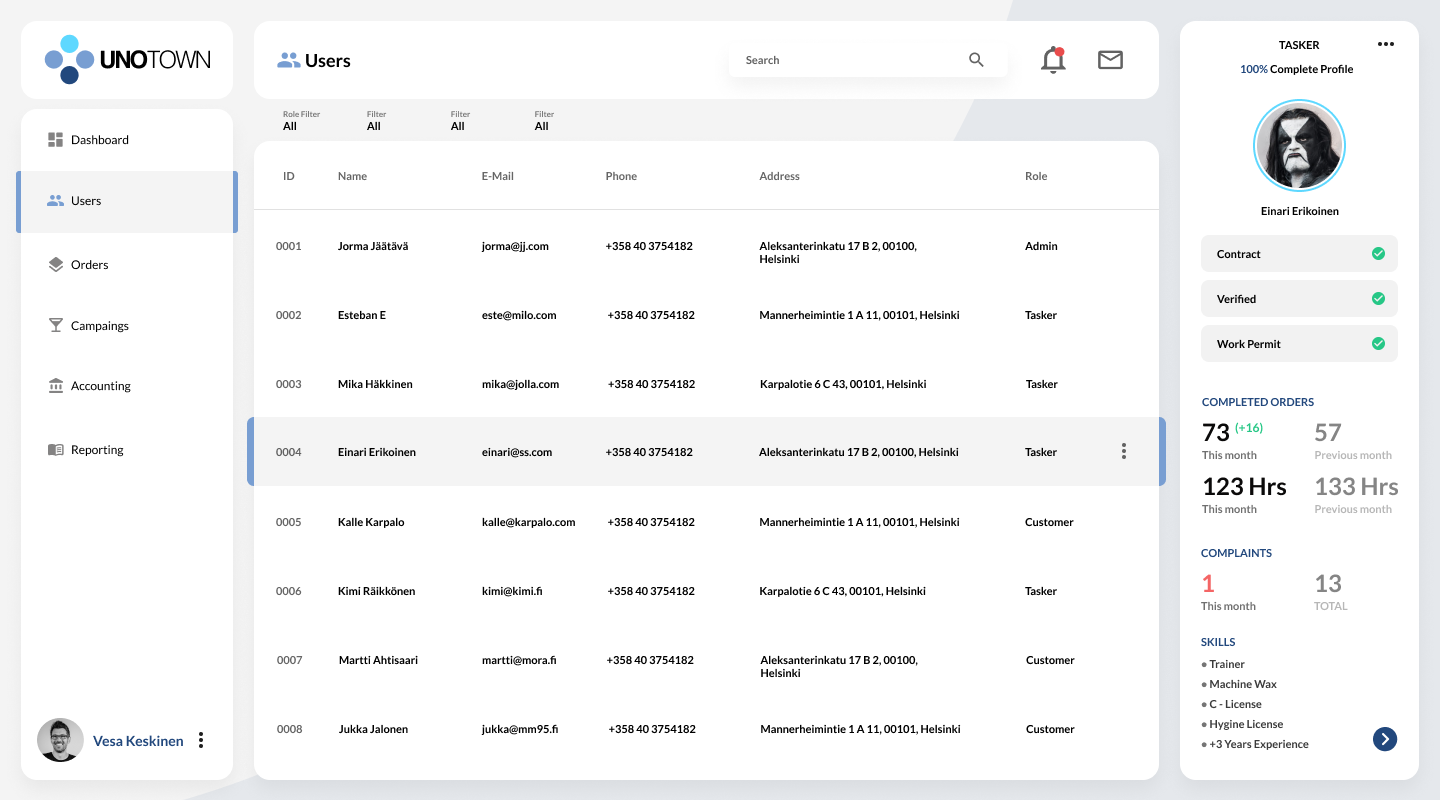 UNOTOWN
Dashboard
Users
Orders
Campaings
Accounting
Reporting
Vesa Keskinen
Users
Search
Role Filter Filter Filter Filter
All All All All
ID Name E-Mail Phone Address Role
0001 Jorma Jäätävä jorma@jj.com +358 40 3754182 Aleksanterinkatu 17 B 2, 00100, Admin
Helsinki
0002 Esteban E este@milo.com +358 40 3754182 Mannerheimintie 1 A 11, 00101, Helsinki Tasker
0003 Mika Häkkinen mika@jolla.com +358 40 3754182 Karpalotie 6 C 43, 00101, Helsinki Tasker
0004 Einari Erikoinen einari@ss.com +358 40 3754182 Aleksanterinkatu 17 B 2, 00100, Helsinki Tasker
0005 Kalle Karpalo kalle@karpalo.com +358 40 3754182 Mannerheimintie 1 A 11, 00101, Helsinki Customer
0006 Kimi Räikkönen kimi@kimi.fi +358 40 3754182 Karpalotie 6 C 43, 00101, Helsinki Tasker
0007 Martti Ahtisaari martti@mora.fi +358 40 3754182 Aleksanterinkatu 17 B 2, 00100, Customer
Helsinki
0008 Jukka Jalonen jukka@mm95.fi +358 40 3754182 Mannerheimintie 1 A 11, 00101, Helsinki Customer
TASKER
100% Complete Profile
Einari Erikoinen
Contract
Verified
Work Permit
COMPLETED ORDERS
73 (+16) 57
This month Previous month
123 Hrs 133 Hrs
This month Previous month
COMPLAINTS
1 13
This month TOTAL
SKILLS
• Trainer
• Machine Wax
• C - License
• Hygine License
• +3 Years Experience